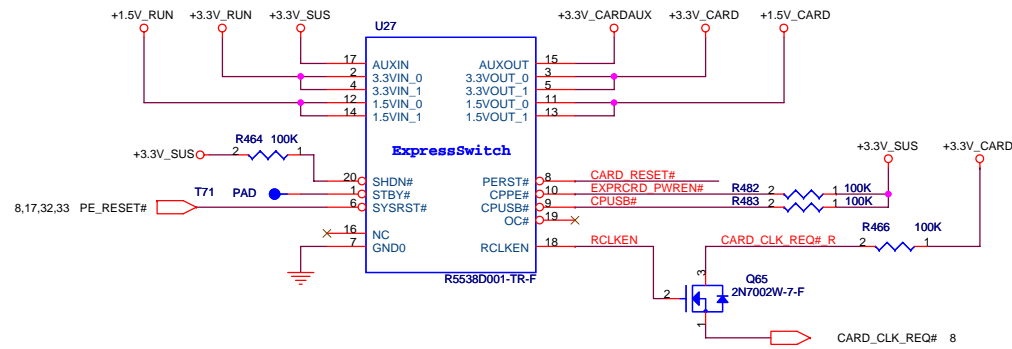 +1.5V_RUN +3.3V_RUN +3.3V_SUS +3.3V_CARDAUX +3.3V_CARD +1.5V_CARD
U27
17 AUXIN AUXOUT 15
2 3.3VIN_0 3.3VOUT_0 3
4 3.3VIN_1 3.3VOUT_1 5
12 1.5VIN_0 1.5VOUT_0 11
14 1.5VIN_1 1.5VOUT_1 13
R464 100K
+3.3V_SUS 2 1 ExpressSwitch +3.3V_SUS +3.3V_CARD
20 SHDN# PERST# 8 CARD_RESET#
T71 PAD 1 STBY# CPPE# 10 EXPRCRD_PWREN# R482 2 1 100K
8,17,32,33 PE_RESET# 6 SYSRST# CPUSB# 9 CPUSB# R483 2 1 100K
OC# 19
R466 100K
16 NC
7 GND0 RCLKEN 18 RCLKEN CARD_CLK_REQ#_R 2 1
R5538D001-TR-F
3 Q65
2 2N7002W-7-F
1
CARD_CLK_REQ# 8